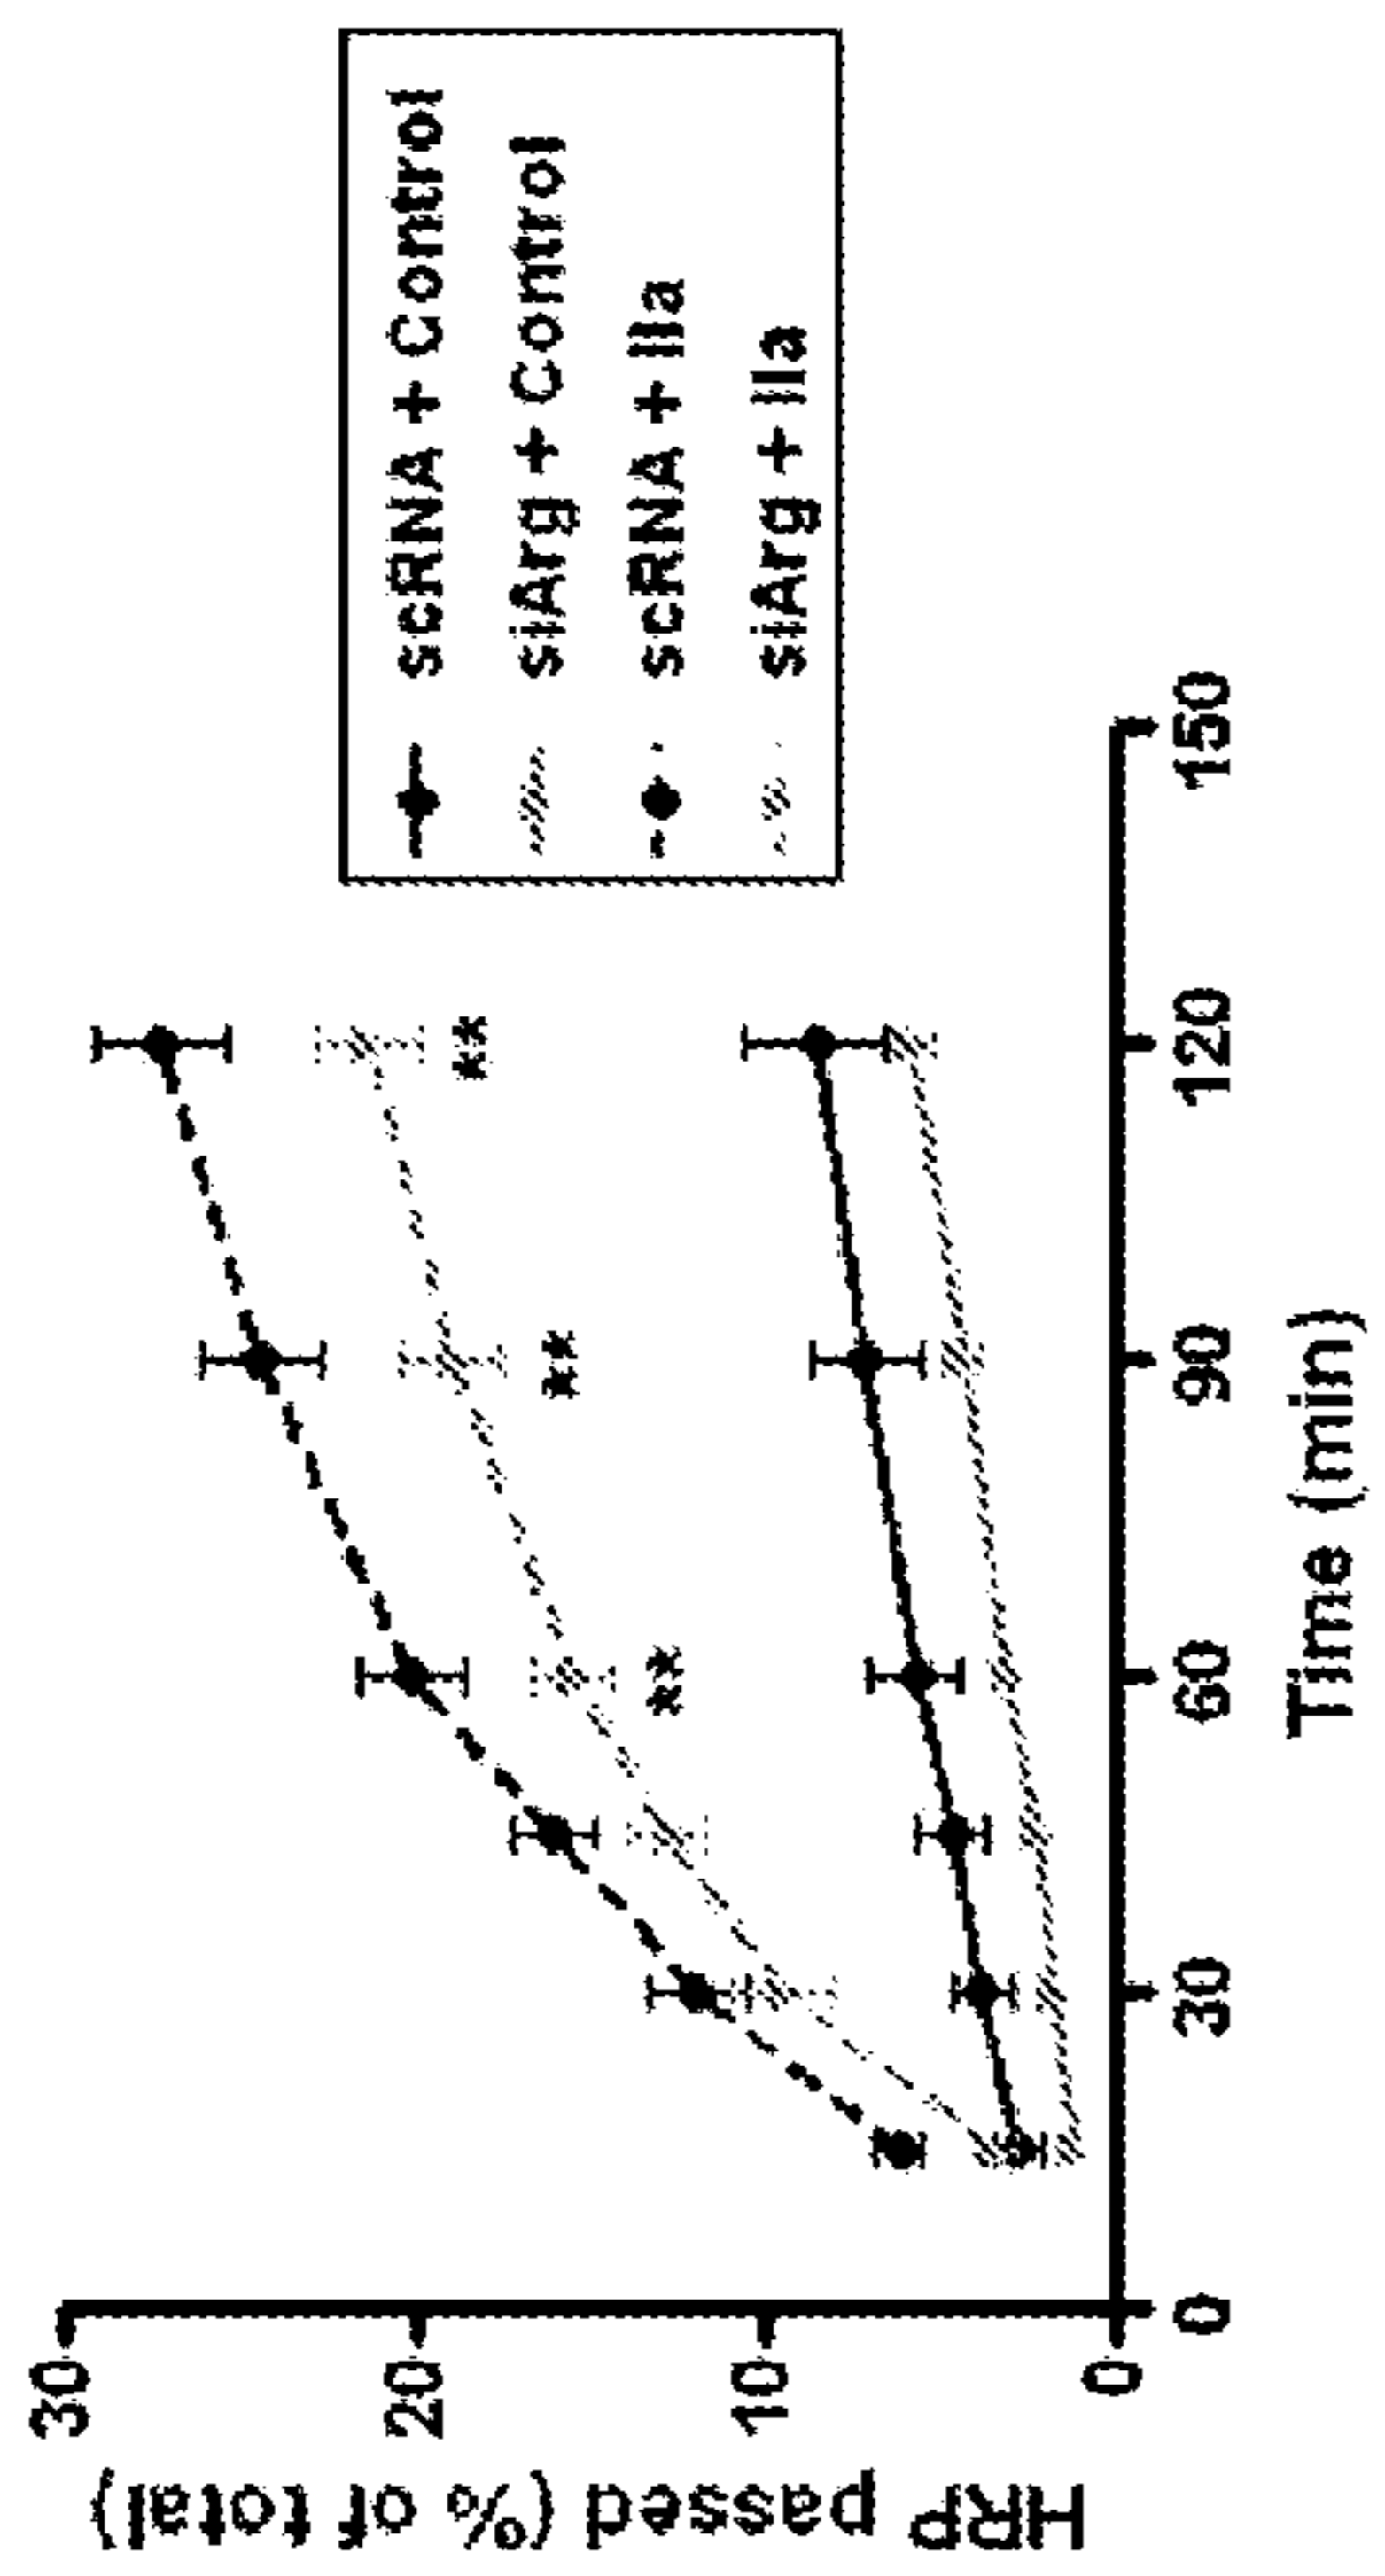 HRP passed (% of total)
30
20
10
0
0
30
60
90
120
150
Time (min)
**
**
**
scRNA + Control
siArg + Control
scRNA + IIa
siArg + IIa